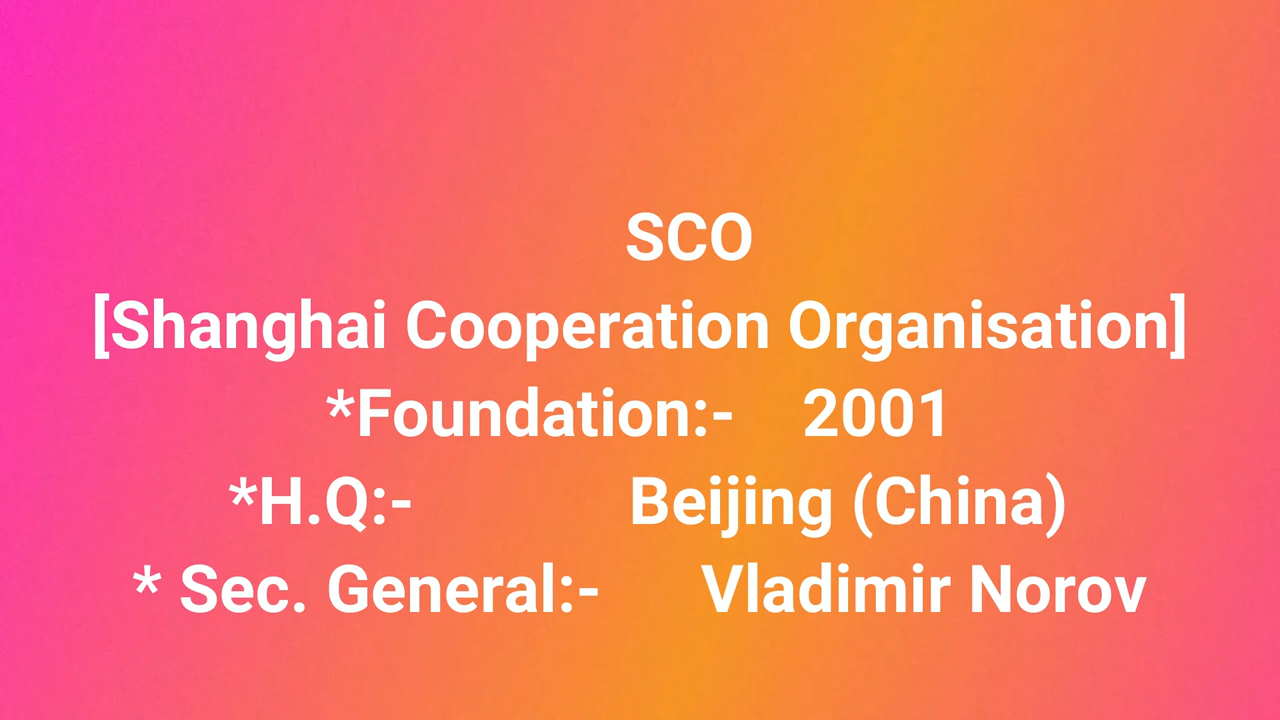 SCO
[Shanghai Cooperation Organisation]
*Foundation:- 2001
*H.Q:- Beijing (China)
* Sec. General:- Vladimir Norov